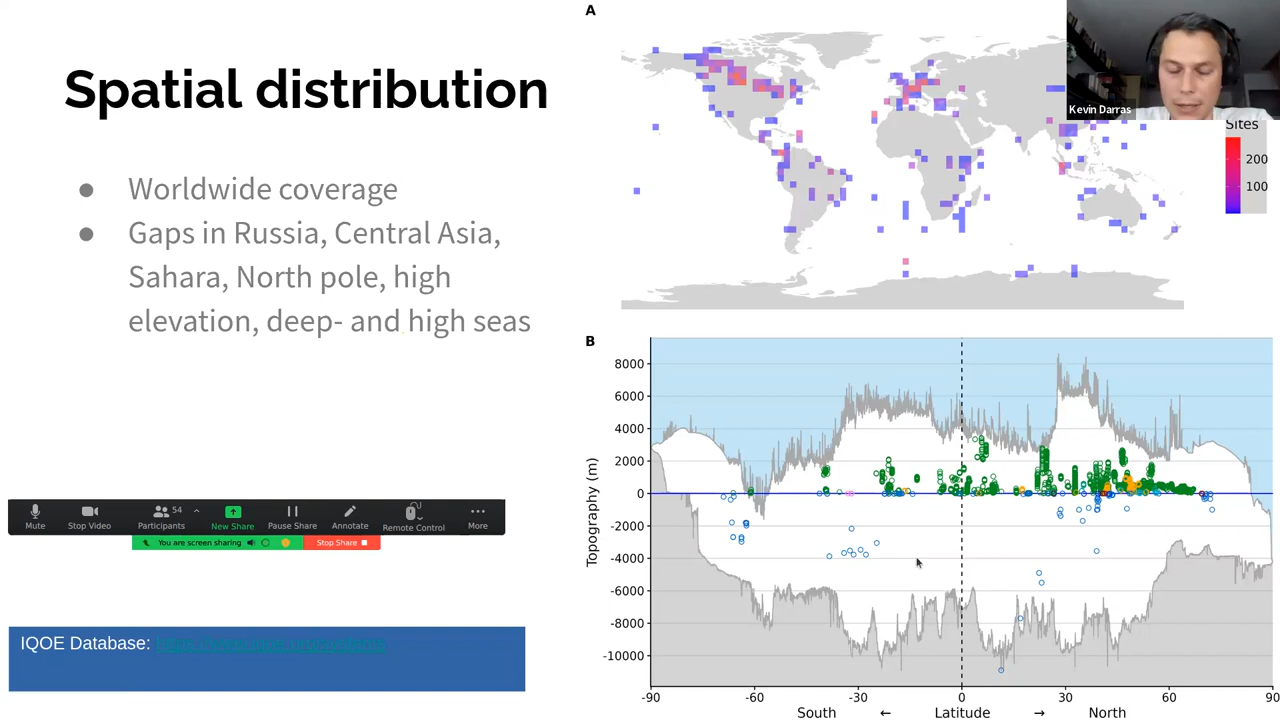 Spatial distribution
● Worldwide coverage
● Gaps in Russia, Central Asia,
Sahara, North pole, high
elevation, deep- and high seas
54
Mute
Stop Video
Participants
New Share
Pause Share
Annotate
Remote Control
More
You are screen sharing
Stop Share
IQOE Database:
A
Kevin Darras
Sites
200
100
B
Topography (m)
8000
6000
4000
2000
0
-2000
-4000
-6000
-8000
-10000
-90 -60 -30 0 30 60 90
South ← Latitude → North